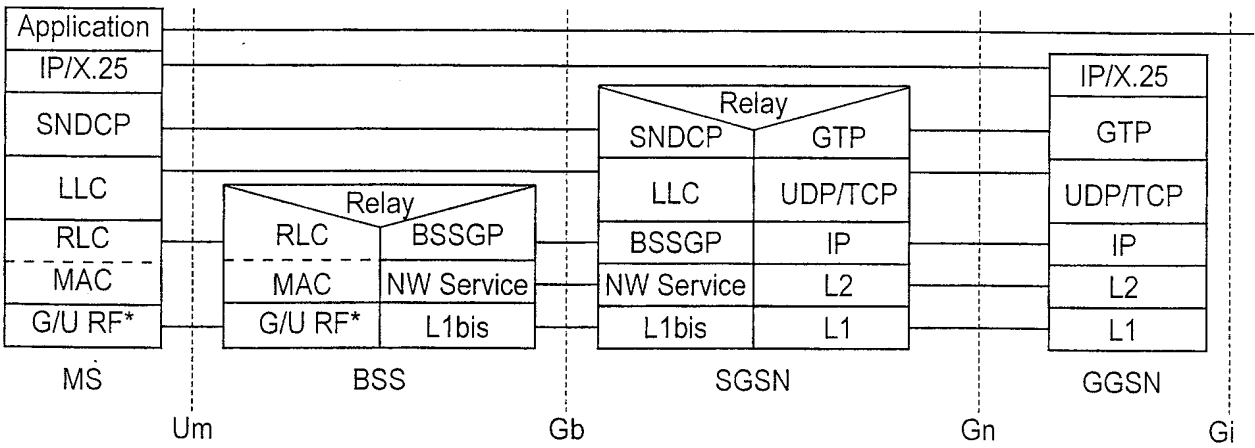 Application
IP/X.25
SNDCP
LLC
RLC
MAC
G/U RF*
MS
Um
Relay
RLC
BSSGP
MAC
NW Service
G/U RF*
L1bis
BSS
Gb
Relay
SNDCP
GTP
LLC
UDP/TCP
BSSGP
IP
NW Service
L2
L1bis
L1
SGSN
Gn
IP/X.25
GTP
UDP/TCP
IP
L2
L1
GGSN
Gi